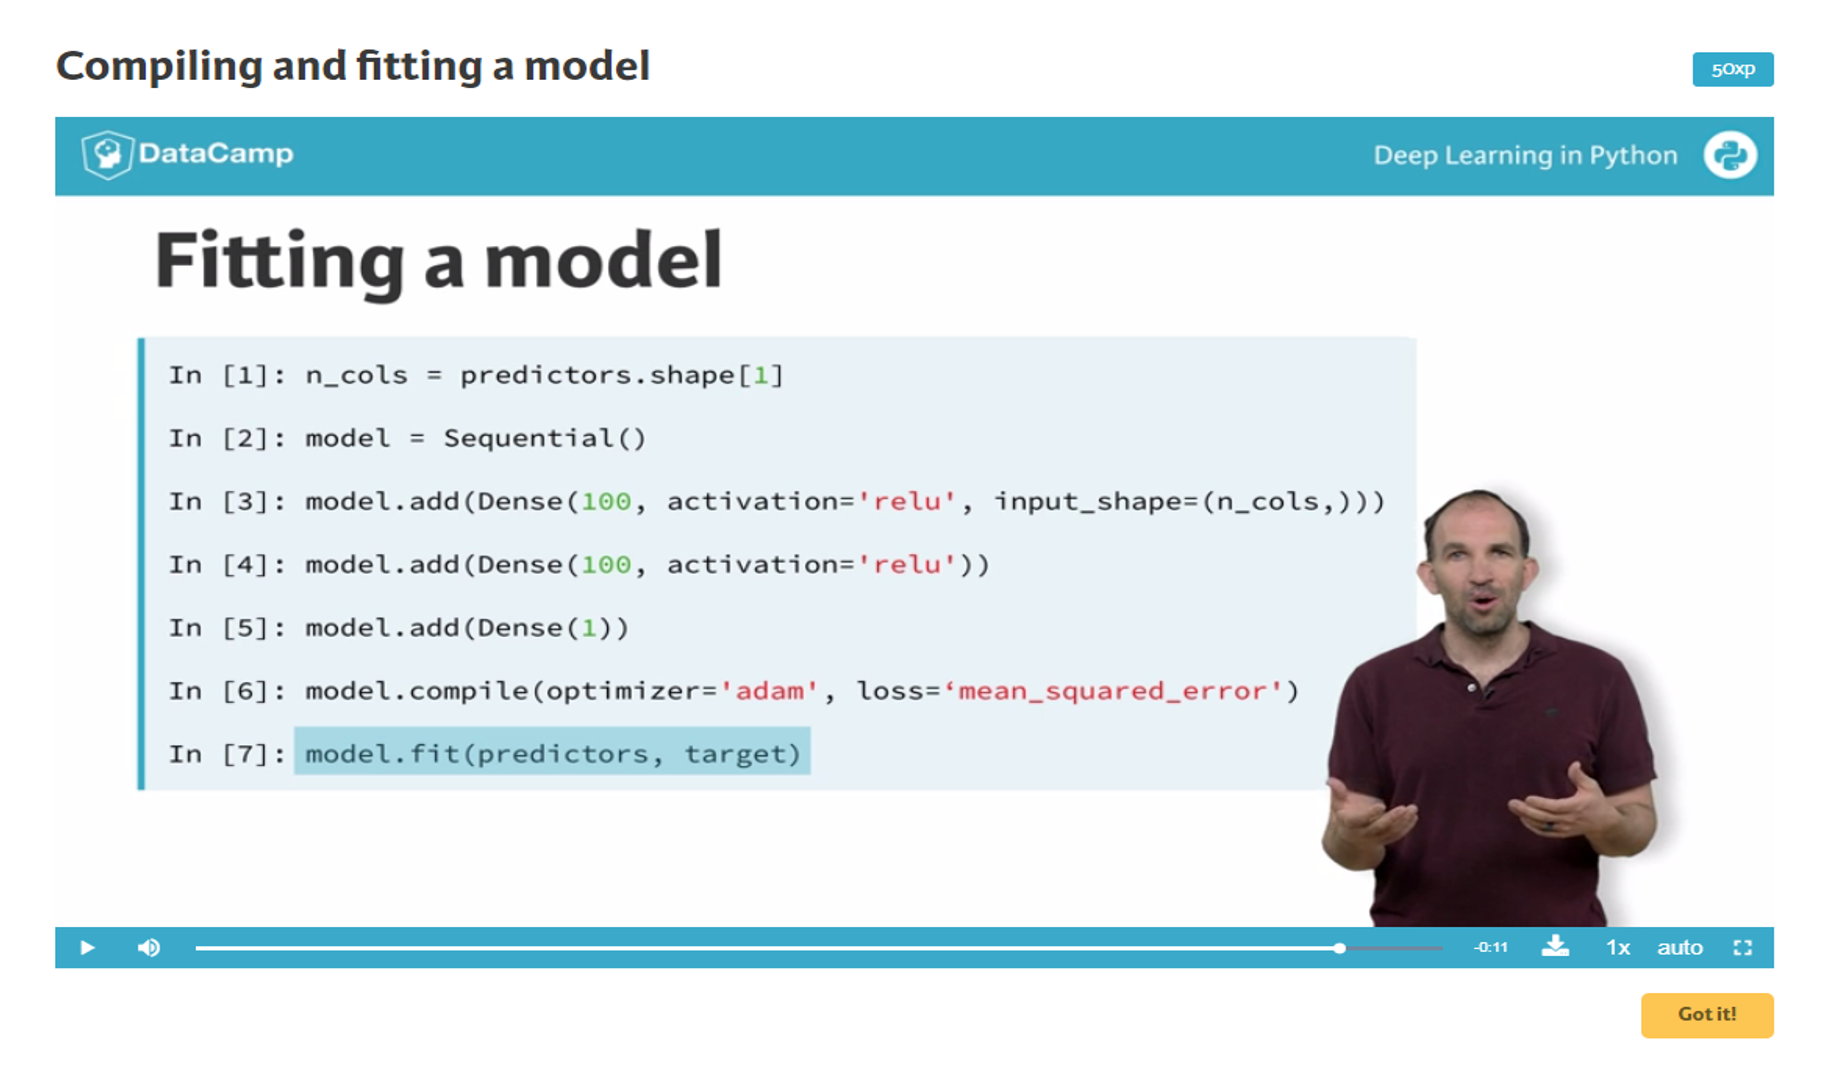 Compiling and fitting a model
50xp
DataCamp
Deep Learning in Python
Fitting a model
In [1]: n_cols = predictors.shape[1]
In [2]: model = Sequential()
In [3]: model.add(Dense(100, activation='relu', input_shape=(n_cols,)))
In [4]: model.add(Dense(100, activation='relu'))
In [5]: model.add(Dense(1))
In [6]: model.compile(optimizer='adam', loss=‘mean_squared_error')
In [7]: model.fit(predictors, target)
-0:11
1x
auto
Got it!